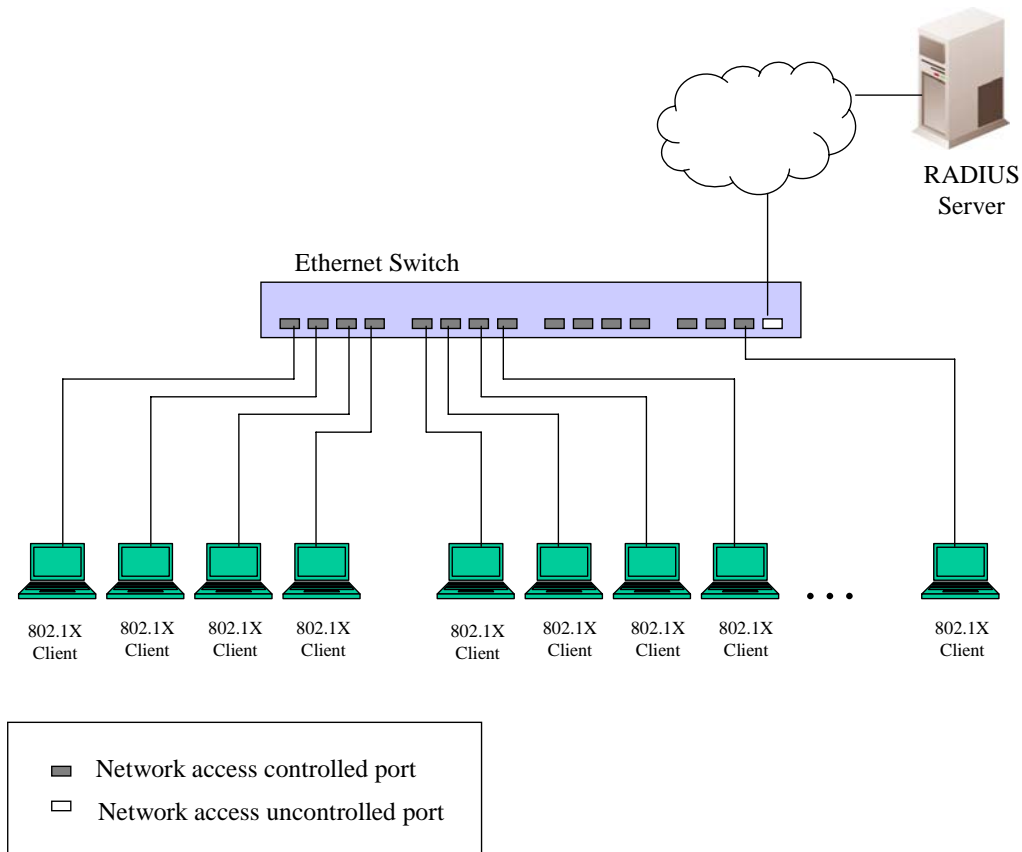 RADIUS
Server
Ethernet Switch
802.1X
Client
802.1X
Client
802.1X
Client
802.1X
Client
802.1X
Client
802.1X
Client
802.1X
Client
802.1X
Client
. . .
802.1X
Client
Network access controlled port
Network access uncontrolled port